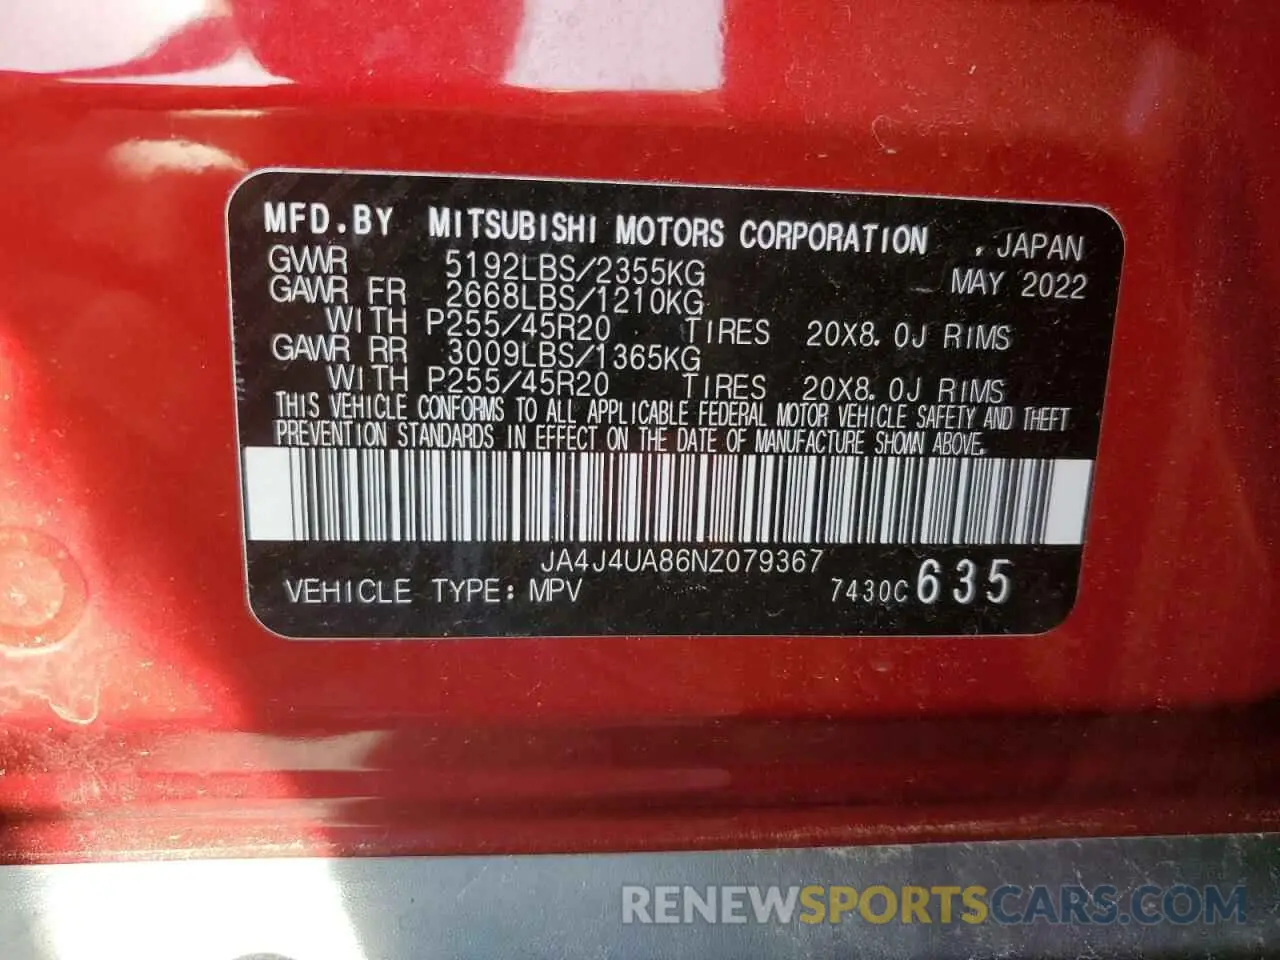 MFD.BY MITSUBISHI MOTORS CORPORATION , JAPAN
GVWR 5192LBS/2355KG MAY 2022
GAWR FR 2668LBS/1210KG
WITH P255/45R20 TIRES 20X8.0J RIMS
GAWR RR 3009LBS/1365KG
WITH P255/45R20 TIRES 20X8.0J RIMS
THIS VEHICLE CONFORMS TO ALL APPLICABLE FEDERAL MOTOR VEHICLE SAFETY AND THEFT
PREVENTION STANDARDS IN EFFECT ON THE DATE OF MANUFACTURE SHOWN ABOVE.
JA4J4UA86NZ079367
VEHICLE TYPE: MPV 7430C 635
RENEWSPORTSCARS.COM